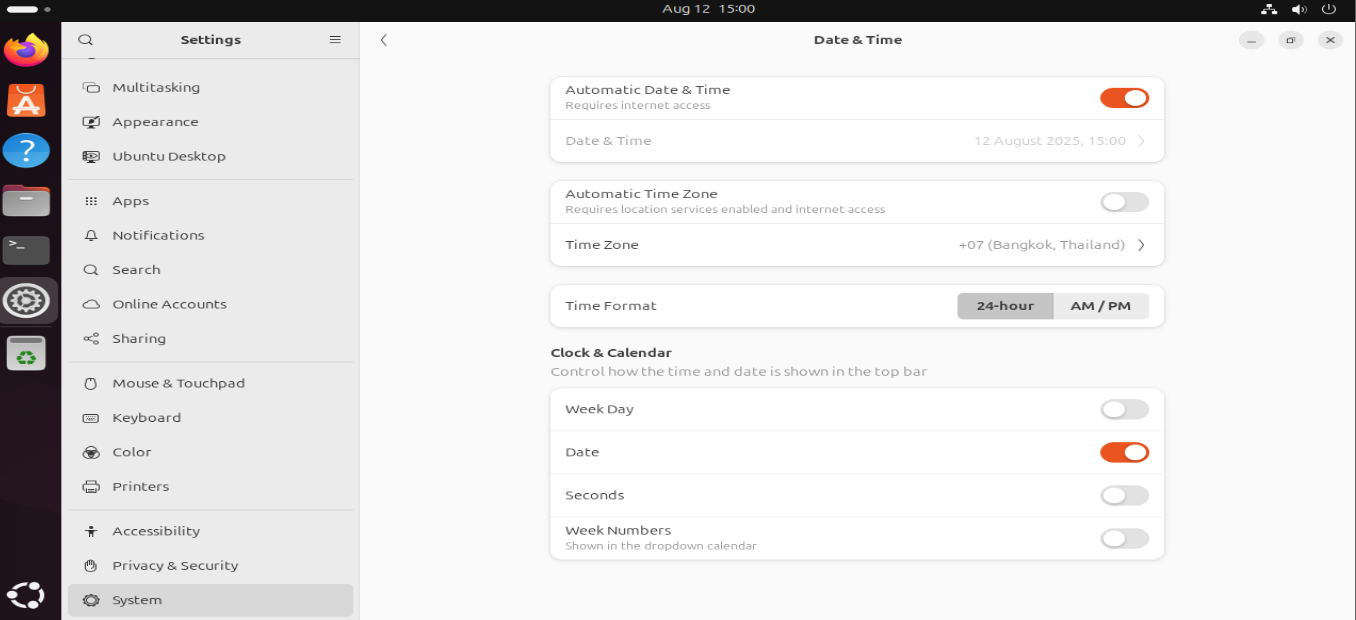 Aug 12 15:00
Settings
Date & Time
Multitasking
Appearance
Ubuntu Desktop
Apps
Notifications
Search
Online Accounts
Sharing
Mouse & Touchpad
Keyboard
Color
Printers
Accessibility
Privacy & Security
System
Automatic Date & Time
Requires internet access
Date & Time 12 August 2025, 15:00
Automatic Time Zone
Requires location services enabled and internet access
Time Zone +07 (Bangkok, Thailand)
Time Format 24-hour AM / PM
Clock & Calendar
Control how the time and date is shown in the top bar
Week Day
Date
Seconds
Week Numbers
Shown in the dropdown calendar